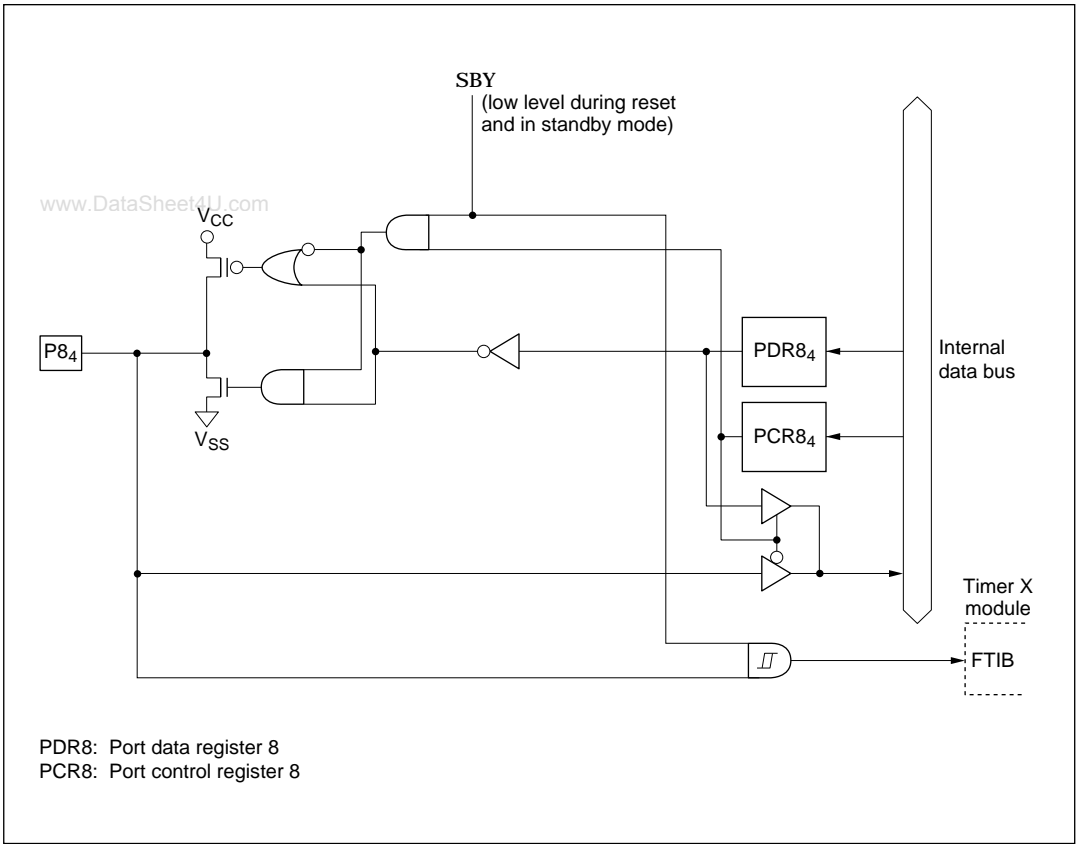 SBY
(low level during reset
and in standby mode)
www.DataSheet4U.com
VCC
P84
PDR84
Internal
data bus
PCR84
VSS
Timer X
module
FTIB
PDR8: Port data register 8
PCR8: Port control register 8